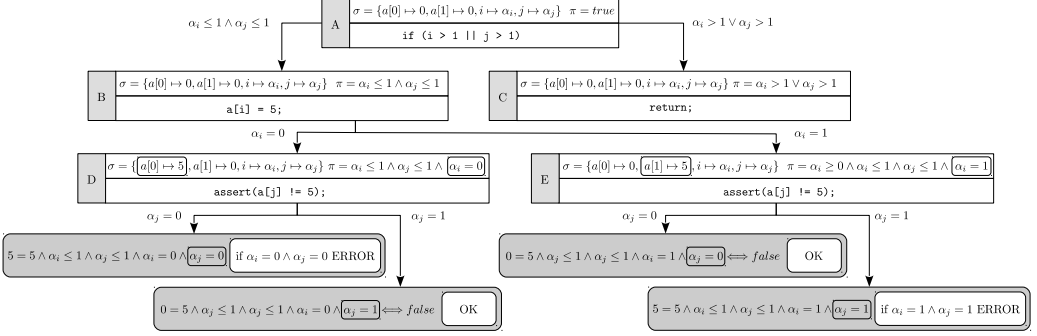 α_i ≤ 1 ∧ α_j ≤ 1
A
σ = {a[0] ↦ 0, a[1] ↦ 0, i ↦ α_i, j ↦ α_j} π = true
if (i > 1 || j > 1)
α_i > 1 ∨ α_j > 1
B
σ = {a[0] ↦ 0, a[1] ↦ 0, i ↦ α_i, j ↦ α_j} π = α_i ≤ 1 ∧ α_j ≤ 1
a[i] = 5;
C
σ = {a[0] ↦ 0, a[1] ↦ 0, i ↦ α_i, j ↦ α_j} π = α_i > 1 ∨ α_j > 1
return;
α_i = 0
α_i = 1
D
σ = {a[0] ↦ 5, a[1] ↦ 0, i ↦ α_i, j ↦ α_j} π = α_i ≤ 1 ∧ α_j ≤ 1 ∧ α_i = 0
assert(a[j] != 5);
E
σ = {a[0] ↦ 0, a[1] ↦ 5, i ↦ α_i, j ↦ α_j} π = α_i ≥ 0 ∧ α_i ≤ 1 ∧ α_j ≤ 1 ∧ α_i = 1
assert(a[j] != 5);
α_j = 0
α_j = 1
α_j = 0
α_j = 1
5 = 5 ∧ α_i ≤ 1 ∧ α_j ≤ 1 ∧ α_i = 0 ∧ α_j = 0 if α_i = 0 ∧ α_j = 0 ERROR
0 = 5 ∧ α_j ≤ 1 ∧ α_j ≤ 1 ∧ α_i = 1 ∧ α_j = 0 ⟺ false OK
0 = 5 ∧ α_j ≤ 1 ∧ α_j ≤ 1 ∧ α_i = 0 ∧ α_j = 1 ⟺ false OK
5 = 5 ∧ α_i ≤ 1 ∧ α_j ≤ 1 ∧ α_i = 1 ∧ α_j = 1 if α_i = 1 ∧ α_j = 1 ERROR